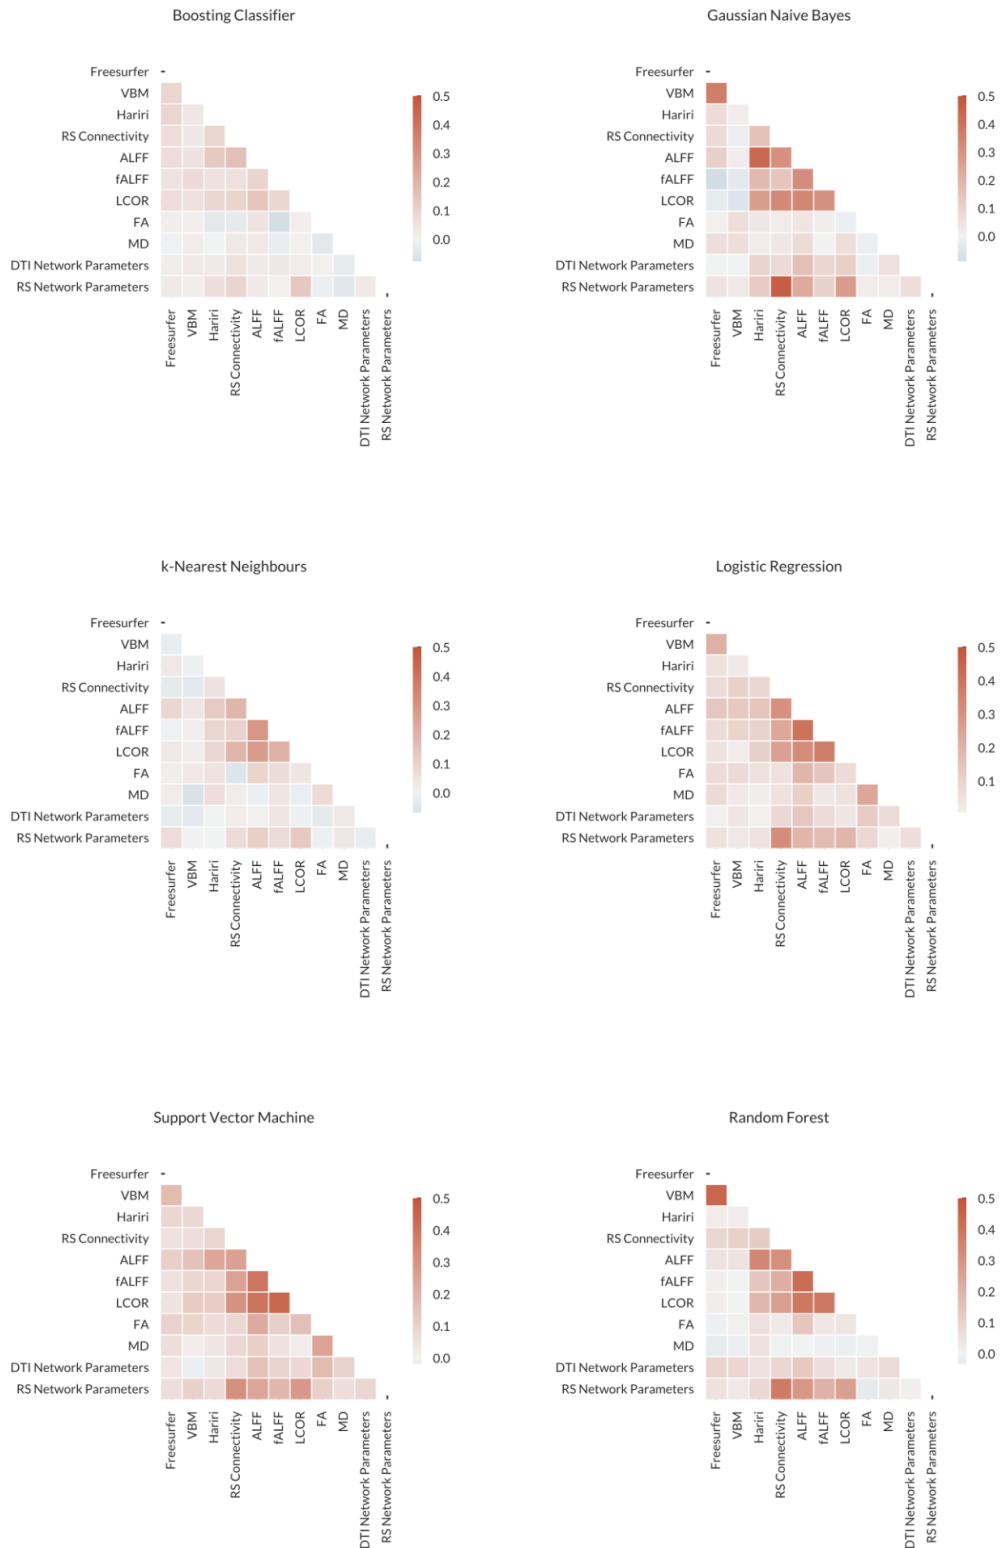 Boosting Classifier
Freesurfer
VBM
Hariri
RS Connectivity
ALFF
fALFF
LCOR
FA
MD
DTI Network Parameters
RS Network Parameters
0.5
0.4
0.3
0.2
0.1
0.0
Freesurfer
VBM
Hariri
RS Connectivity
ALFF
fALFF
LCOR
FA
MD
DTI Network Parameters
RS Network Parameters
Gaussian Naive Bayes
Freesurfer
VBM
Hariri
RS Connectivity
ALFF
fALFF
LCOR
FA
MD
DTI Network Parameters
RS Network Parameters
0.5
0.4
0.3
0.2
0.1
0.0
Freesurfer
VBM
Hariri
RS Connectivity
ALFF
fALFF
LCOR
FA
MD
DTI Network Parameters
RS Network Parameters
k-Nearest Neighbours
Freesurfer
VBM
Hariri
RS Connectivity
ALFF
fALFF
LCOR
FA
MD
DTI Network Parameters
RS Network Parameters
0.5
0.4
0.3
0.2
0.1
0.0
Freesurfer
VBM
Hariri
RS Connectivity
ALFF
fALFF
LCOR
FA
MD
DTI Network Parameters
RS Network Parameters
Logistic Regression
Freesurfer
VBM
Hariri
RS Connectivity
ALFF
fALFF
LCOR
FA
MD
DTI Network Parameters
RS Network Parameters
0.5
0.4
0.3
0.2
0.1
Freesurfer
VBM
Hariri
RS Connectivity
ALFF
fALFF
LCOR
FA
MD
DTI Network Parameters
RS Network Parameters
Support Vector Machine
Freesurfer
VBM
Hariri
RS Connectivity
ALFF
fALFF
LCOR
FA
MD
DTI Network Parameters
RS Network Parameters
0.5
0.4
0.3
0.2
0.1
0.0
Freesurfer
VBM
Hariri
RS Connectivity
ALFF
fALFF
LCOR
FA
MD
DTI Network Parameters
RS Network Parameters
Random Forest
Freesurfer
VBM
Hariri
RS Connectivity
ALFF
fALFF
LCOR
FA
MD
DTI Network Parameters
RS Network Parameters
0.5
0.4
0.3
0.2
0.1
0.0
Freesurfer
VBM
Hariri
RS Connectivity
ALFF
fALFF
LCOR
FA
MD
DTI Network Parameters
RS Network Parameters